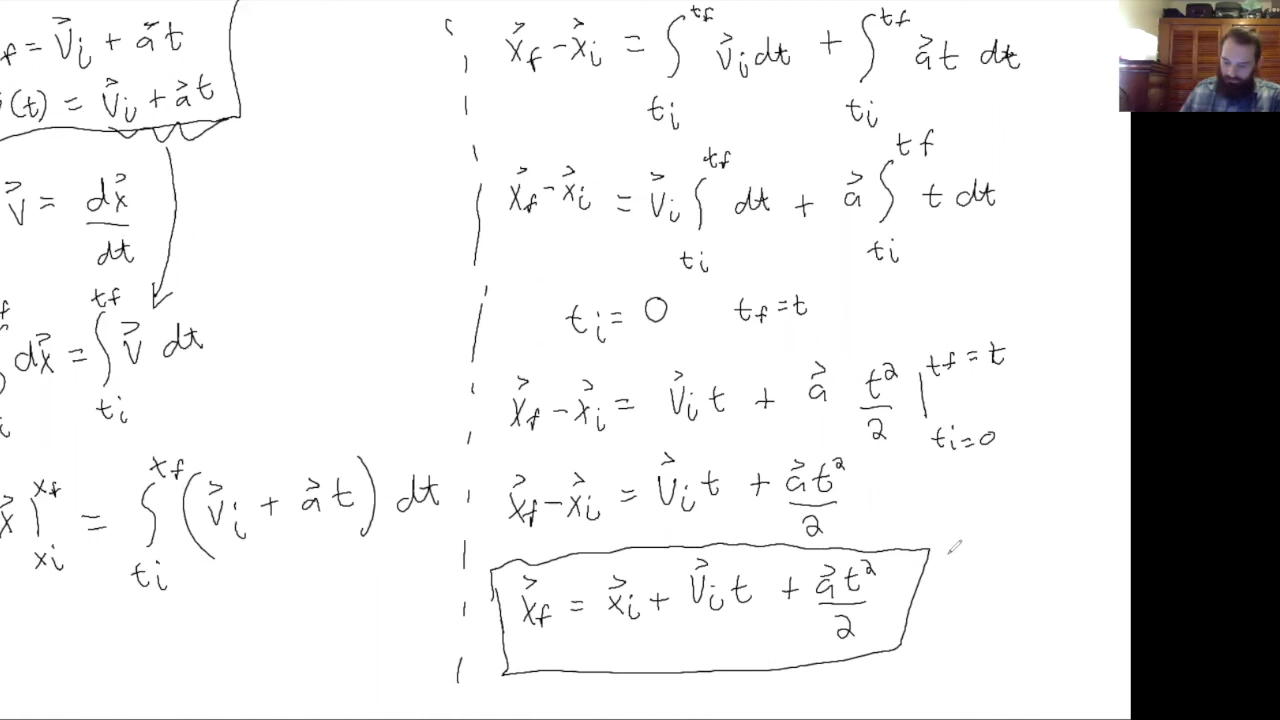 f = v⃗i + a⃗t
(t) = v⃗i + a⃗t
v⃗ = dx⃗/dt
dx⃗ = ∫_{ti}^{tf} v⃗ dt
x⃗ |_{xi}^{xf} = ∫_{ti}^{tf} (v⃗i + a⃗t) dt
x⃗f - x⃗i = ∫_{ti}^{tf} v⃗i dt + ∫_{ti}^{tf} a⃗t dt
x⃗f - x⃗i = v⃗i ∫_{ti}^{tf} dt + a⃗ ∫_{ti}^{tf} t dt
ti = 0 tf = t
x⃗f - x⃗i = v⃗i t + a⃗ t²/2 |_{ti=0}^{tf=t}
x⃗f - x⃗i = v⃗i t + a⃗t²/2
x⃗f = x⃗i + v⃗i t + a⃗t²/2